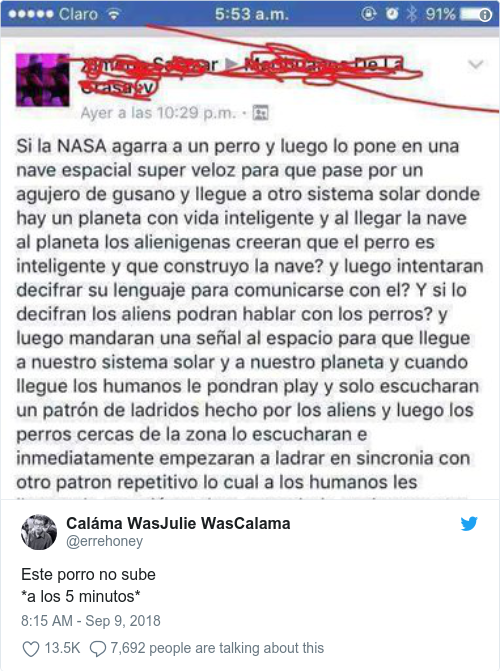 Claro 5:53 a.m. 91%
Ayer a las 10:29 p.m.
Si la NASA agarra a un perro y luego lo pone en una
nave espacial super veloz para que pase por un
agujero de gusano y llegue a otro sistema solar donde
hay un planeta con vida inteligente y al llegar la nave
al planeta los alienigenas creeran que el perro es
inteligente y que construyo la nave? y luego intentaran
decifrar su lenguaje para comunicarse con el? Y si lo
decifran los aliens podran hablar con los perros? y
luego mandaran una señal al espacio para que llegue
a nuestro sistema solar y a nuestro planeta y cuando
llegue los humanos le pondran play y solo escucharan
un patrón de ladridos hecho por los aliens y luego los
perros cercas de la zona lo escucharan e
inmediatamente empezaran a ladrar en sincronia con
otro patron repetitivo lo cual a los humanos les
Caláma WasJulie WasCalama
@errehoney
Este porro no sube
*a los 5 minutos*
8:15 AM - Sep 9, 2018
13.5K 7,692 people are talking about this